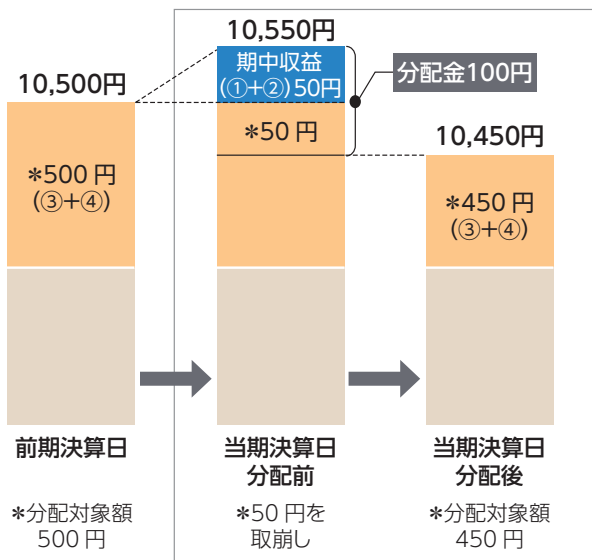 10,550円
期中収益
(①+②)50円
分配金100円
10,500円
*50 円
10,450円
*500 円
(③+④)
*450 円
(③+④)
前期決算日
当期決算日
分配前
当期決算日
分配後
*分配対象額
500 円
*50 円を
取崩し
*分配対象額
450 円